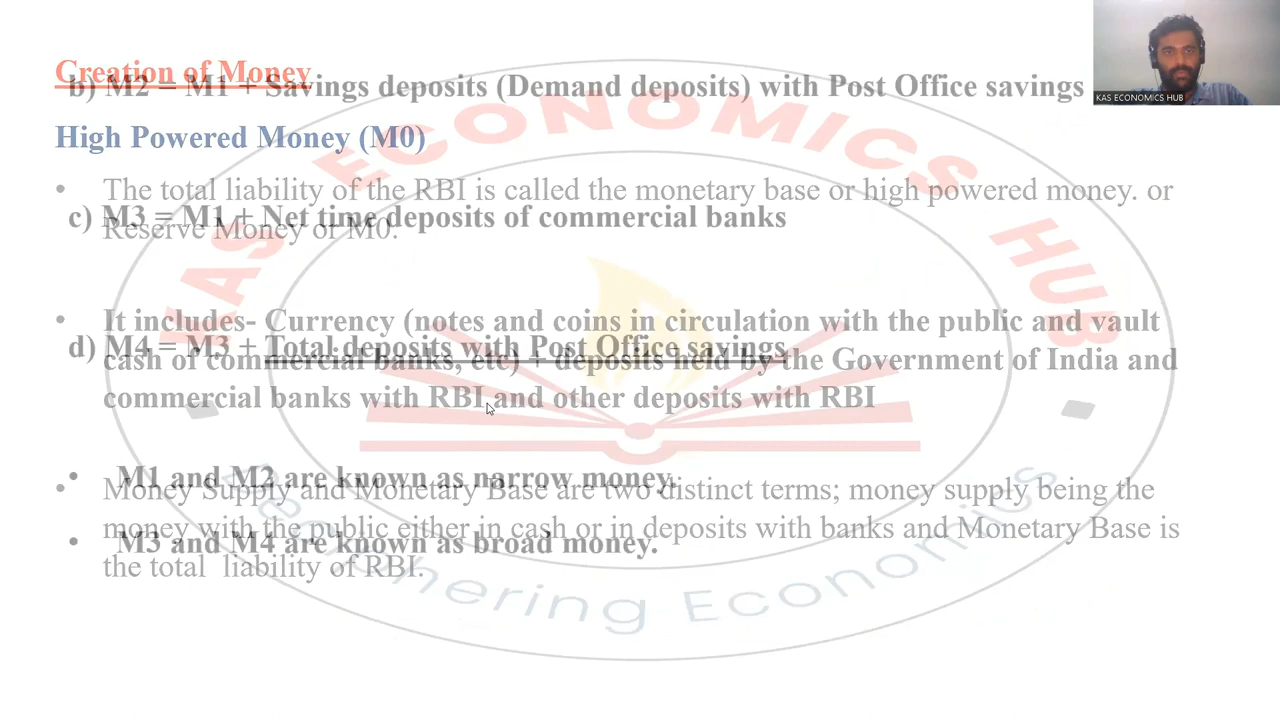 Creation of Money
b) M2 = M1 + Savings deposits (Demand deposits) with Post Office savings
High Powered Money (M0)
• The total liability of the RBI is called the monetary base or high powered money. or
c) M3 = M1 + Net time deposits of commercial banks
Reserve Money or M0.
• It includes- Currency (notes and coins in circulation with the public and vault
d) M4 = M3 + Total deposits with Post Office savings
cash of commercial banks, etc) + deposits held by the Government of India and
commercial banks with RBI and other deposits with RBI
• M1 and M2 are known as narrow money.
• Money Supply and Monetary Base are two distinct terms; money supply being the
money with the public either in cash or in deposits with banks and Monetary Base is
• M3 and M4 are known as broad money.
the total liability of RBI.
KAS ECONOMICS HUB
KAS ECONOMICS HUB
Economics